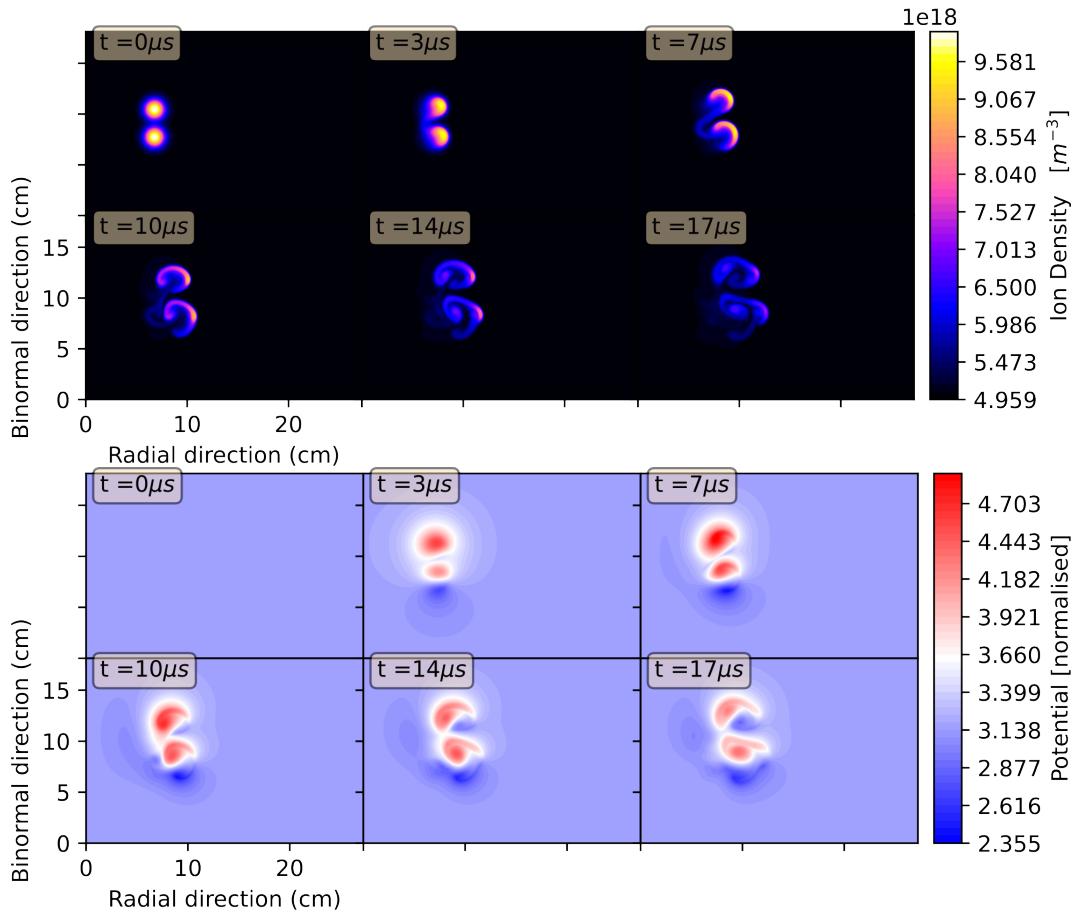 1e18
t =0μs
t =3μs
t =7μs
9.581
9.067
8.554
8.040
7.527
7.013
6.500
5.986
5.473
4.959
Ion Density [m⁻³]
t =10μs
t =14μs
t =17μs
15
10
5
0
Binormal direction (cm)
0 10 20
Radial direction (cm)
t =0μs
t =3μs
t =7μs
4.703
4.443
4.182
3.921
3.660
3.399
3.138
2.877
2.616
2.355
Potential [normalised]
t =10μs
t =14μs
t =17μs
15
10
5
0
Binormal direction (cm)
0 10 20
Radial direction (cm)